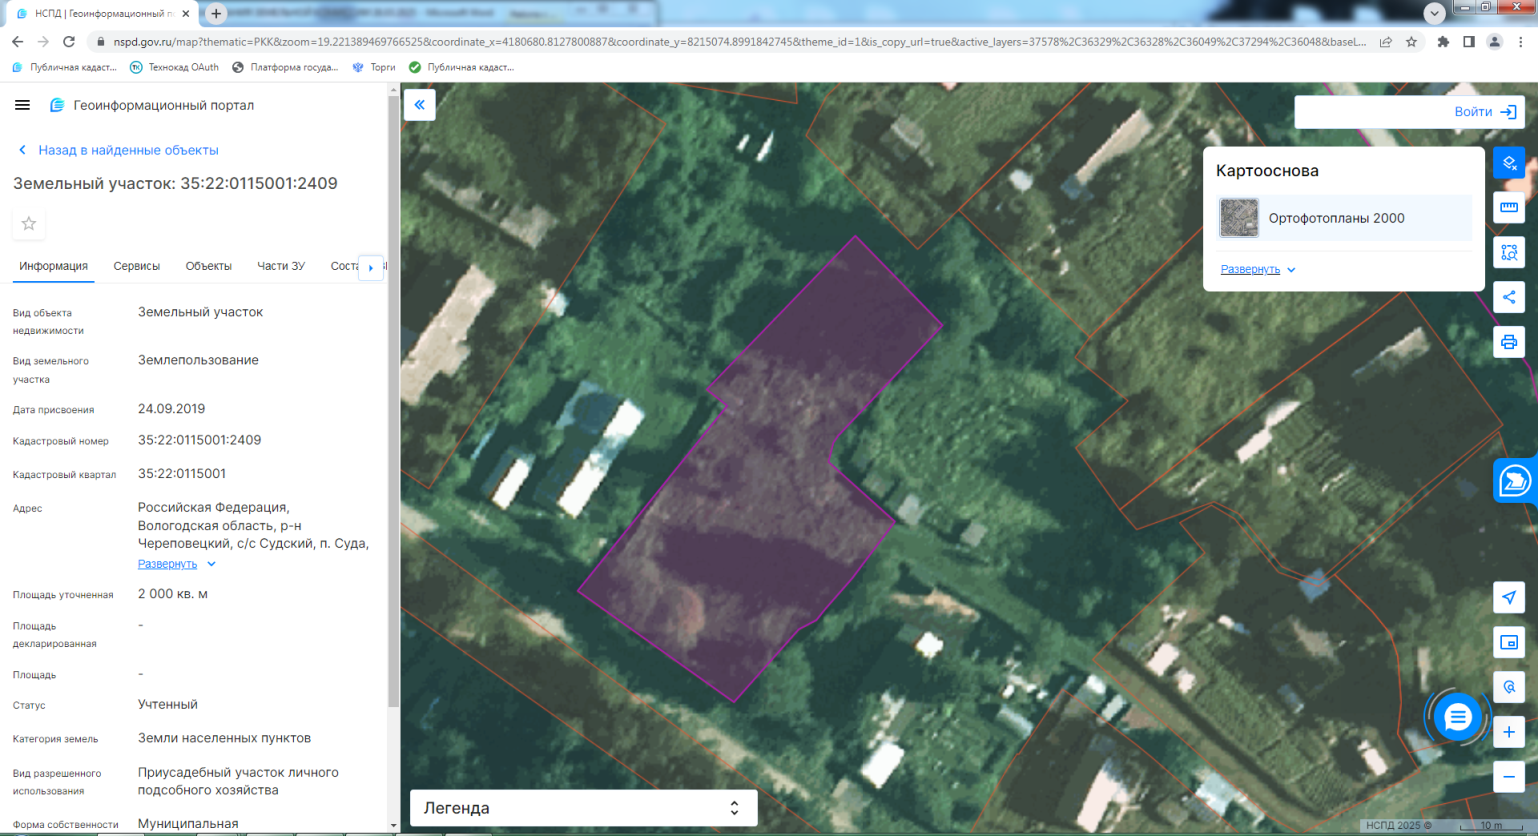 НСПД | Геоинформационный п
nspd.gov.ru/map?thematic=PKK&zoom=19.221389469766525&coordinate_x=4180680.8127800887&coordinate_y=8215074.8991842745&theme_id=1&is_copy_url=true&active_layers=37578%2C36329%2C36328%2C36049%2C37294%2C36048&baseL...
Публичная кадаст...
Технокад OAuth
Платформа госуда...
Торги
Публичная кадаст...
Геоинформационный портал
Войти
Назад в найденные объекты
Земельный участок: 35:22:0115001:2409
Картооснова
Ортофотопланы 2000
Развернуть
Информация
Сервисы
Объекты
Части ЗУ
Соста
Вид объекта недвижимости
Земельный участок
Вид земельного участка
Землепользование
Дата присвоения
24.09.2019
Кадастровый номер
35:22:0115001:2409
Кадастровый квартал
35:22:0115001
Адрес
Российская Федерация,
Вологодская область, р-н
Череповецкий, с/с Судский, п. Суда,
Развернуть
Площадь уточненная
2 000 кв. м
Площадь декларированная
-
Площадь
-
Статус
Учтенный
Категория земель
Земли населенных пунктов
Вид разрешенного использования
Приусадебный участок личного
подсобного хозяйства
Форма собственности
Муниципальная
Легенда
НСПД 2025 ©
10 m